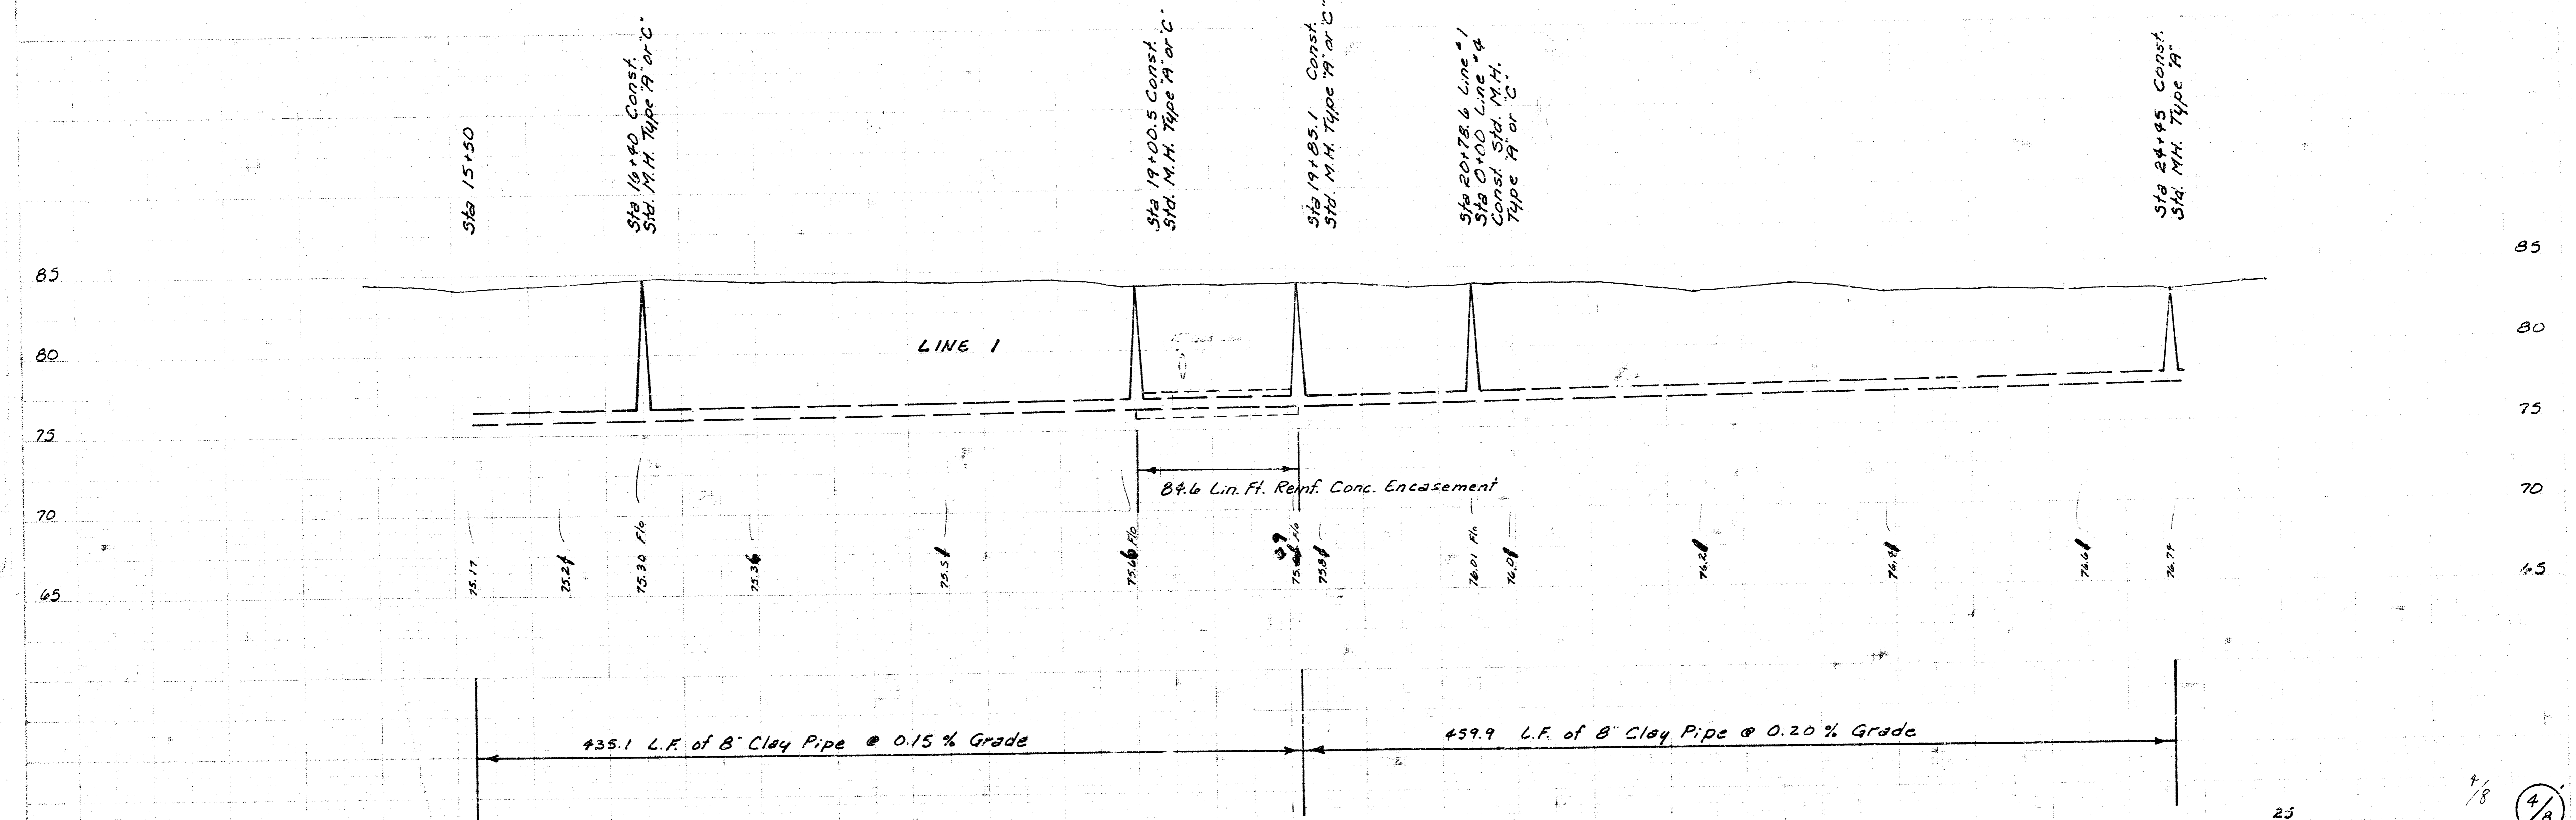 Sta 15+50
Sta 16+40 Const.
Std. M.H. Type "A" or "C"
Sta 19+00.5 Const.
Std. M.H. Type "A" or "C"
Sta 19+85.1 Const.
Std. M.H. Type "A" or "C"
Sta 20+78.6 Line #1
Sta 0+00 Line #4
Const. Std. M.H.
Type "A" or "C"
Sta 24+45 Const.
Std. MH. Type "A"
85
85
80
80
LINE 1
75
75
84.6 Lin. Ft. Reinf. Conc. Encasement
70
70
75.17
75.30 Flo
76.01 Flo
76.74
65
65
435.1 L.F. of 8" Clay Pipe @ 0.15 % Grade
459.9 L.F. of 8" Clay Pipe @ 0.20 % Grade
4/8
4/8
25